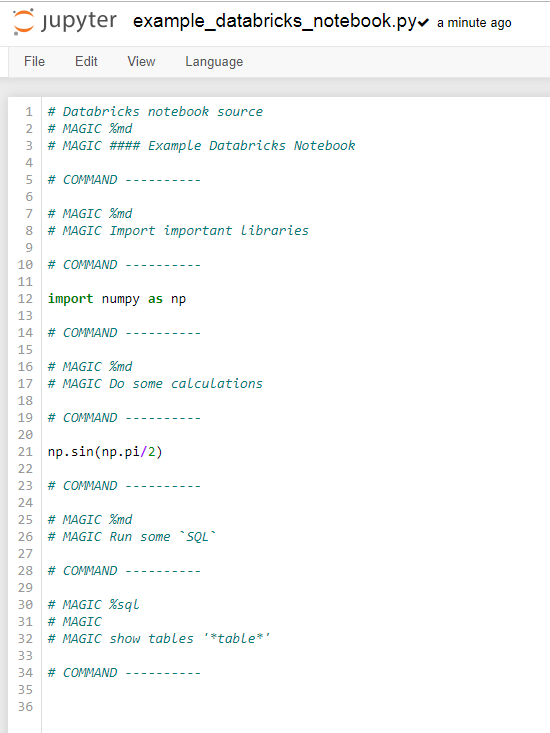 jupyter example_databricks_notebook.py✔ a minute ago
File Edit View Language
1 # Databricks notebook source
2 # MAGIC %md
3 # MAGIC #### Example Databricks Notebook
4
5 # COMMAND ----------
6
7 # MAGIC %md
8 # MAGIC Import important libraries
9
10 # COMMAND ----------
11
12 import numpy as np
13
14 # COMMAND ----------
15
16 # MAGIC %md
17 # MAGIC Do some calculations
18
19 # COMMAND ----------
20
21 np.sin(np.pi/2)
22
23 # COMMAND ----------
24
25 # MAGIC %md
26 # MAGIC Run some `SQL`
27
28 # COMMAND ----------
29
30 # MAGIC %sql
31 # MAGIC
32 # MAGIC show tables '*table*'
33
34 # COMMAND ----------
35
36